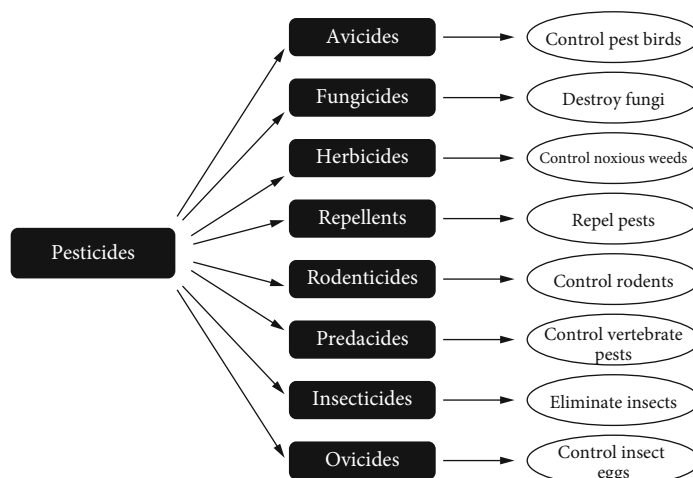 Avicides
Control pest birds
Fungicides
Destroy fungi
Herbicides
Control noxious weeds
Repellents
Repel pests
Pesticides
Rodenticides
Control rodents
Predacides
Control vertebrate
pests
Insecticides
Eliminate insects
Ovicides
Control insect
eggs